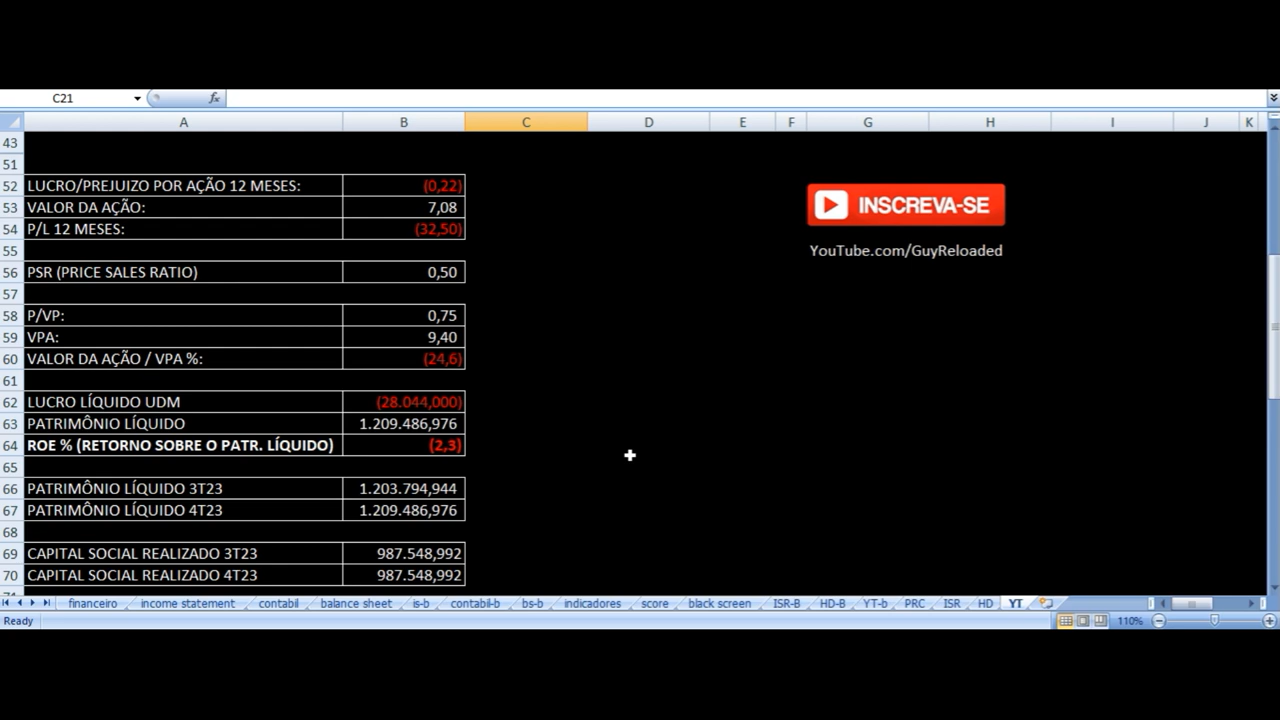 C21
fx
A B C D E F G H I J K
43
51
52 LUCRO/PREJUIZO POR AÇÃO 12 MESES: (0,22)
INSCREVA-SE
53 VALOR DA AÇÃO: 7,08
54 P/L 12 MESES: (32,50)
YouTube.com/GuyReloaded
55
56 PSR (PRICE SALES RATIO) 0,50
57
58 P/VP: 0,75
59 VPA: 9,40
60 VALOR DA AÇÃO / VPA %: (24,6)
61
62 LUCRO LÍQUIDO UDM (28.044,000)
63 PATRIMÔNIO LÍQUIDO 1.209.486,976
64 ROE % (RETORNO SOBRE O PATR. LÍQUIDO) (2,3)
65
66 PATRIMÔNIO LÍQUIDO 3T23 1.203.794,944
67 PATRIMÔNIO LÍQUIDO 4T23 1.209.486,976
68
69 CAPITAL SOCIAL REALIZADO 3T23 987.548,992
70 CAPITAL SOCIAL REALIZADO 4T23 987.548,992
financeiro income statement contabil balance sheet is-b contabil-b bs-b indicadores score black screen ISR-B HD-B YT-b PRC ISR HD YT
Ready 110%